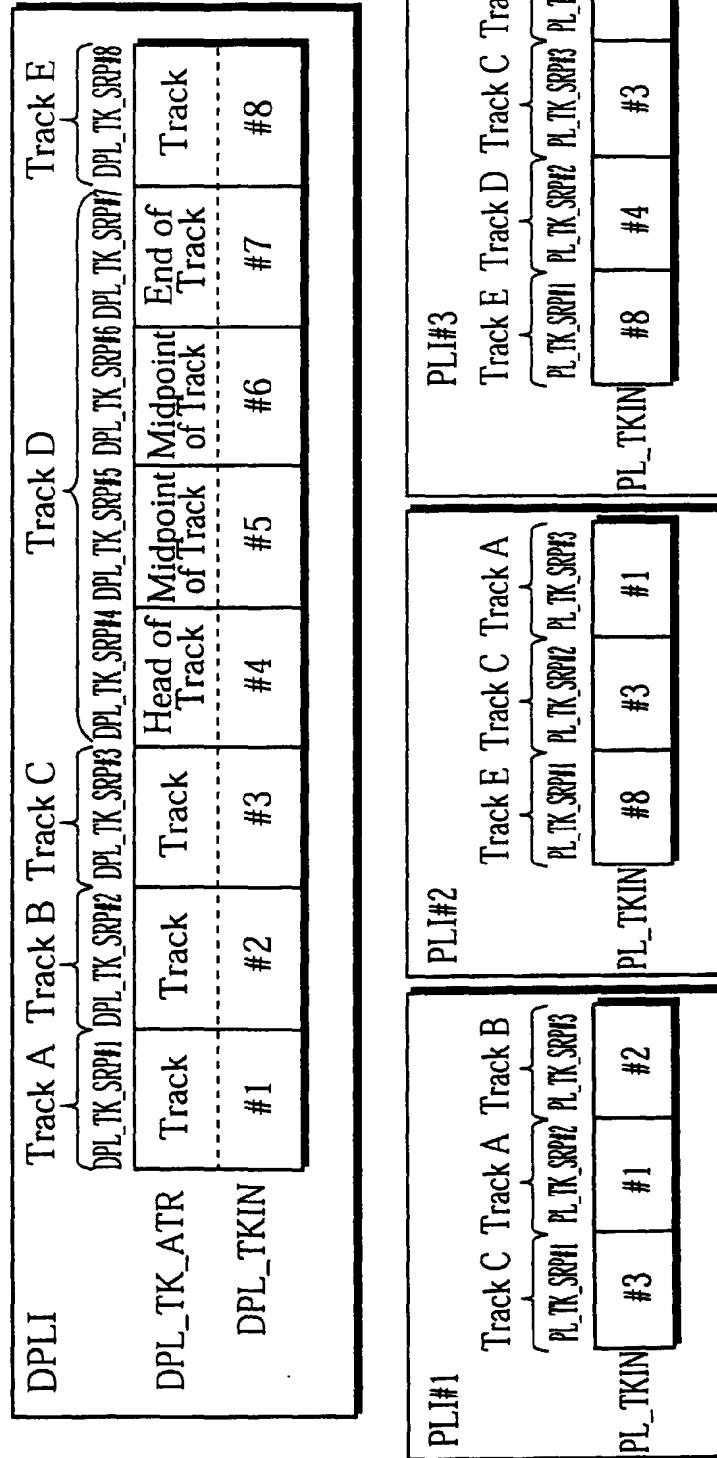 DPLI
Track A Track B Track C Track D Track E
DPL_TK_SRP#1 DPL_TK_SRP#2 DPL_TK_SRP#3 DPL_TK_SRP#4 DPL_TK_SRP#5 DPL_TK_SRP#6 DPL_TK_SRP#7 DPL_TK_SRP#8
DPL_TK_ATR Track Track Track Head of Track Midpoint of Track Midpoint of Track End of Track Track
DPL_TKIN #1 #2 #3 #4 #5 #6 #7 #8
PLI#1
Track C Track A Track B
PL_TK_SRP#1 PL_TK_SRP#2 PL_TK_SRP#3
PL_TKIN #3 #1 #2
PLI#2
Track E Track C Track A
PL_TK_SRP#1 PL_TK_SRP#2 PL_TK_SRP#3
PL_TKIN #8 #3 #1
PLI#3
Track E Track D Track C
PL_TK_SRP#1 PL_TK_SRP#2 PL_TK_SRP#3
PL_TKIN #8 #4 #3